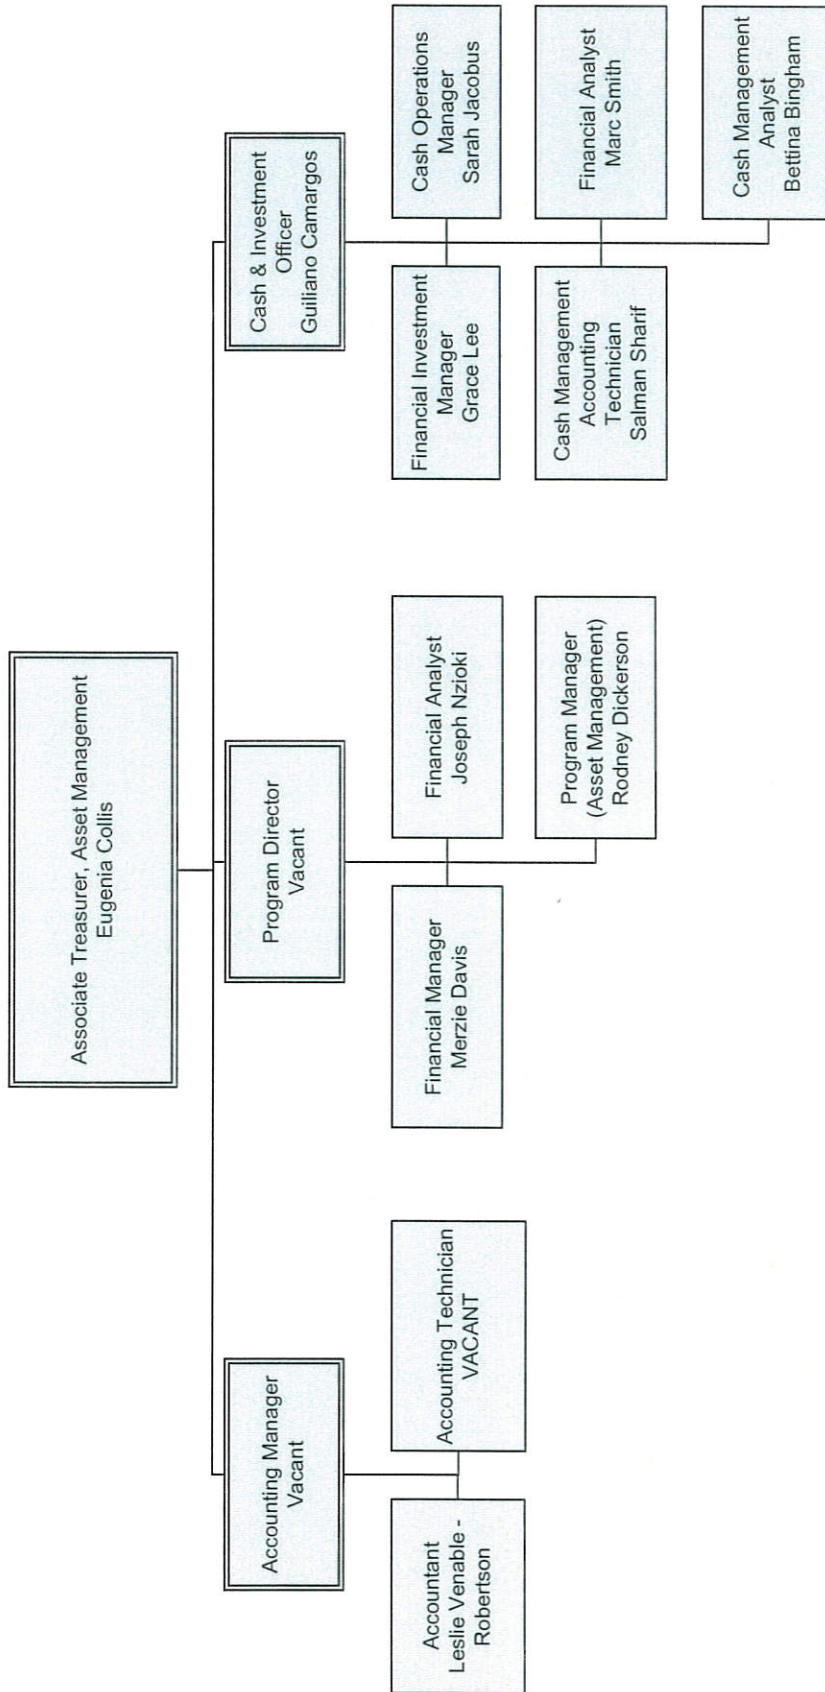 Associate Treasurer, Asset Management
Eugenia Collis
Accounting Manager
Vacant
Program Director
Vacant
Cash & Investment
Officer
Guiliano Camargos
Accountant
Leslie Venable -
Robertson
Accounting Technician
VACANT
Financial Manager
Merzie Davis
Financial Analyst
Joseph Nzioki
Program Manager
(Asset Management)
Rodney Dickerson
Financial Investment
Manager
Grace Lee
Cash Operations
Manager
Sarah Jacobus
Cash Management
Accounting
Technician
Salman Sharif
Financial Analyst
Marc Smith
Cash Management
Analyst
Bettina Bingham